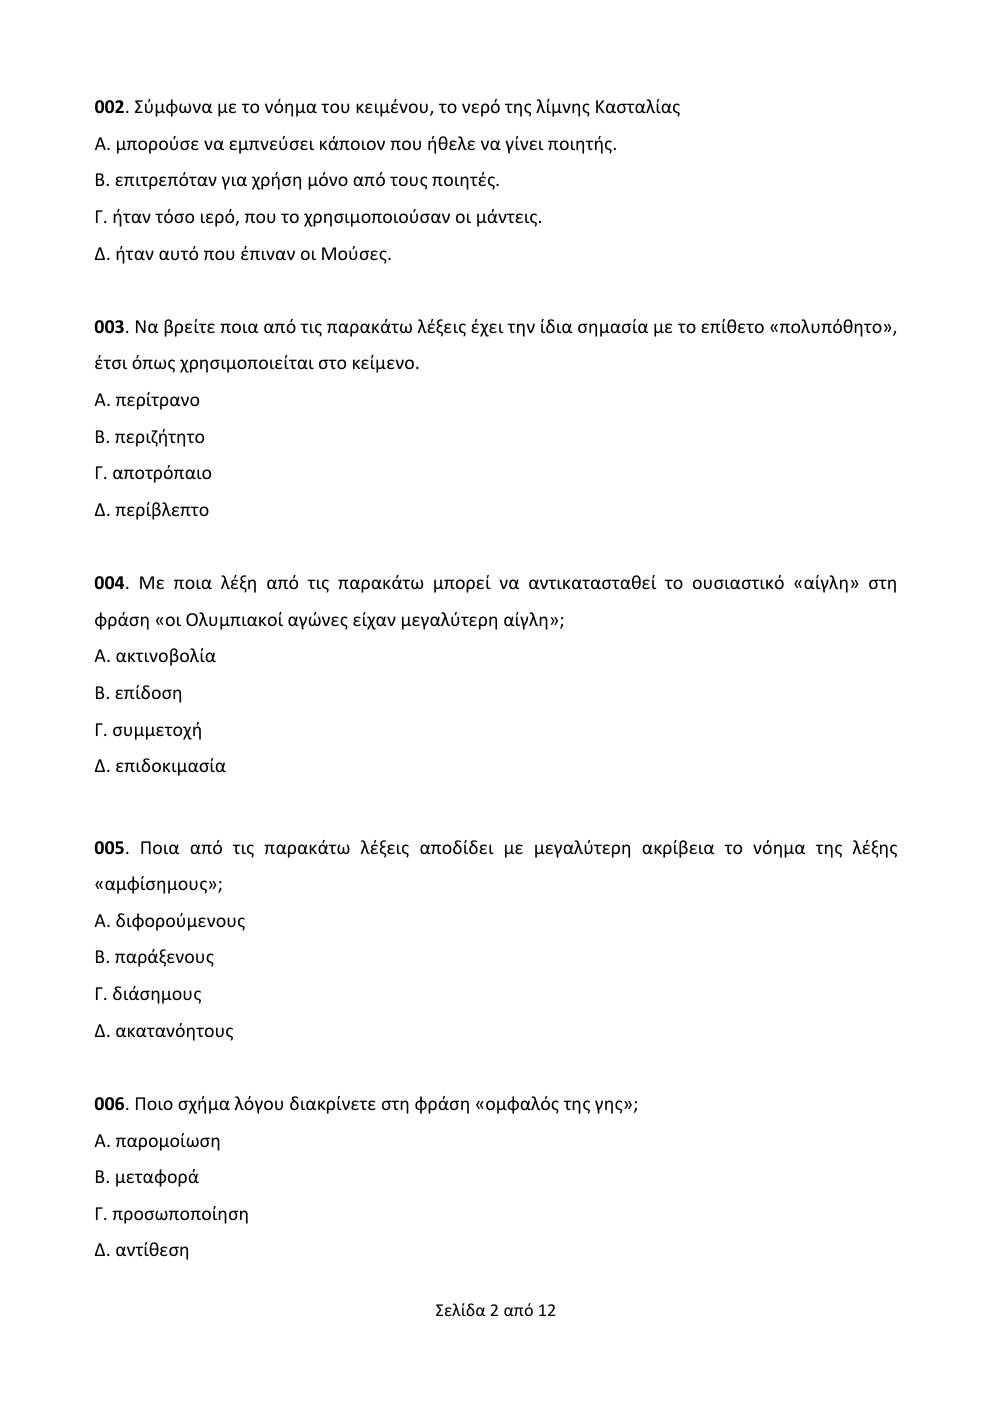 002. Σύμφωνα με το νόημα του κειμένου, το νερό της λίμνης Κασταλίας
Α. μπορούσε να εμπνεύσει κάποιον που ήθελε να γίνει ποιητής.
Β. επιτρεπόταν για χρήση μόνο από τους ποιητές.
Γ. ήταν τόσο ιερό, που το χρησιμοποιούσαν οι μάντεις.
Δ. ήταν αυτό που έπιναν οι Μούσες.
003. Να βρείτε ποια από τις παρακάτω λέξεις έχει την ίδια σημασία με το επίθετο «πολυπόθητο»,
έτσι όπως χρησιμοποιείται στο κείμενο.
Α. περίτρανο
Β. περιζήτητο
Γ. αποτρόπαιο
Δ. περίβλεπτο
004. Με ποια λέξη από τις παρακάτω μπορεί να αντικατασταθεί το ουσιαστικό «αίγλη» στη
φράση «οι Ολυμπιακοί αγώνες είχαν μεγαλύτερη αίγλη»;
Α. ακτινοβολία
Β. επίδοση
Γ. συμμετοχή
Δ. επιδοκιμασία
005. Ποια από τις παρακάτω λέξεις αποδίδει με μεγαλύτερη ακρίβεια το νόημα της λέξης
«αμφίσημους»;
Α. διφορούμενους
Β. παράξενους
Γ. διάσημους
Δ. ακατανόητους
006. Ποιο σχήμα λόγου διακρίνετε στη φράση «ομφαλός της γης»;
Α. παρομοίωση
Β. μεταφορά
Γ. προσωποποίηση
Δ. αντίθεση
Σελίδα 2 από 12